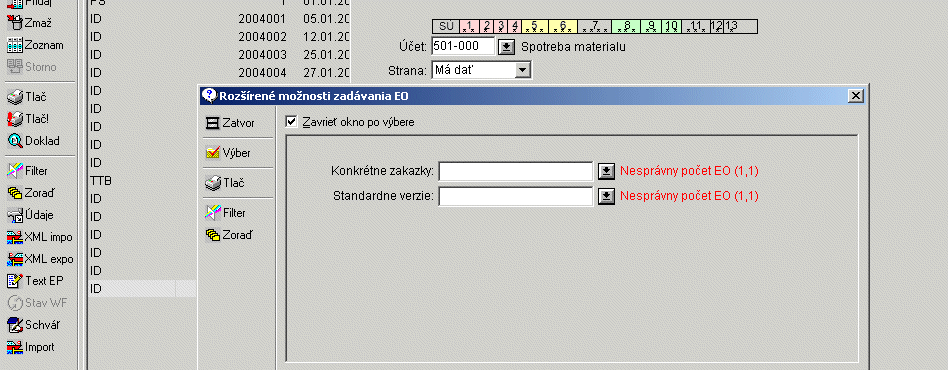 Pridaj
Zmaž
Zoznam
Storno
Tlač
Tlač!
Doklad
Filter
Zoraď
Údaje
XML impo
XML expo
Text EP
Stav WF
Schváľ
Import
PS 1 01.01.20
ID 2004001 05.01.20
ID 2004002 12.01.20
ID 2004003 25.01.20
ID 2004004 27.01.20
ID
ID
ID
ID
ID
TTB
ID
ID
ID
ID
ID
ID
SÚ 1 2 3 4 5 6 7 8 9 10 11 12 13
Účet: 501-000 Spotreba materialu
Strana: Má dať
Rozšírené možnosti zadávania EO
Zatvor
Výber
Tlač
Filter
Zoraď
Zavrieť okno po výbere
Konkrétne zakazky: Nesprávny počet EO (1,1)
Standardne verzie: Nesprávny počet EO (1,1)